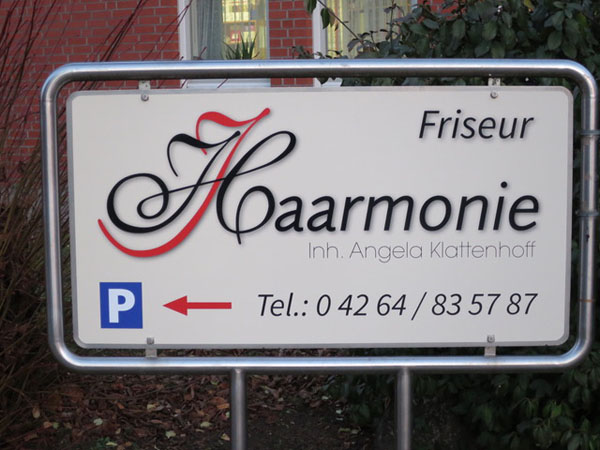 Friseur
Haarmonie
Inh. Angela Klattenhoff
P Tel.: 0 42 64 / 83 57 87